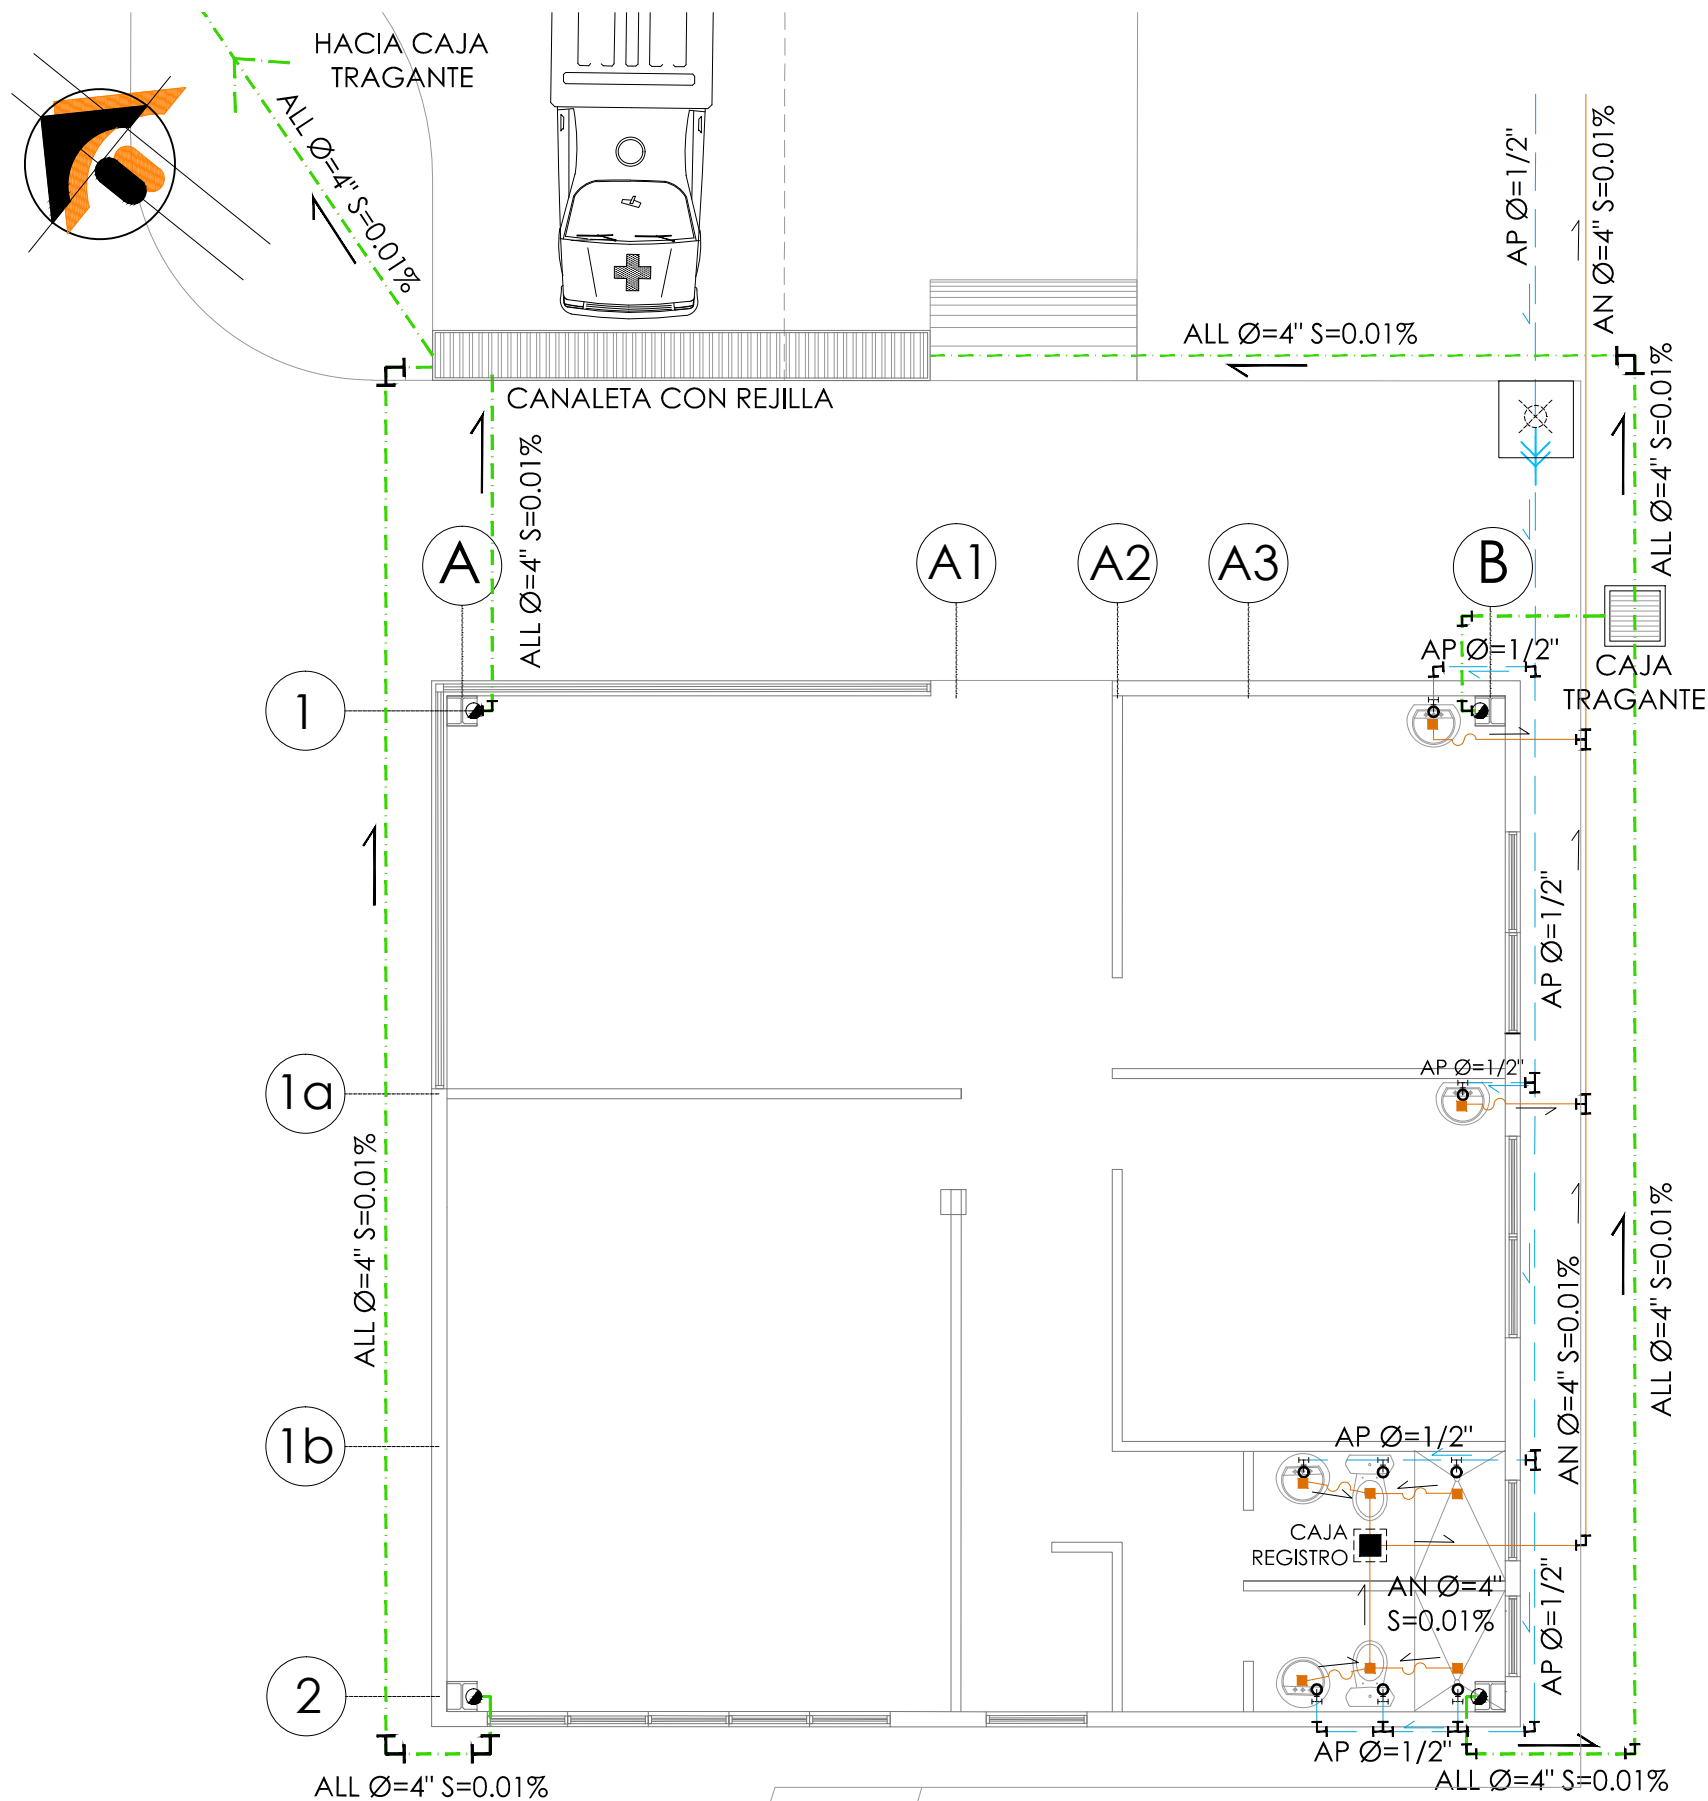 HACIA CAJA
TRAGANTE
ALL Ø=4" S=0.01%
AP Ø=1/2"
AN Ø=4" S=0.01%
ALL Ø=4" S=0.01%
CANALETA CON REJILLA
ALL Ø=4" S=0.01%
ALL Ø=4" S=0.01%
A
A1
A2
A3
B
AP Ø=1/2"
CAJA
TRAGANTE
1
AP Ø=1/2"
1a
AP Ø=1/2"
ALL Ø=4" S=0.01%
AN Ø=4" S=0.01%
ALL Ø=4" S=0.01%
1b
AP Ø=1/2"
CAJA
REGISTRO
AN Ø=4"
S=0.01%
AP Ø=1/2"
2
AP Ø=1/2"
ALL Ø=4" S=0.01%
ALL Ø=4" S=0.01%